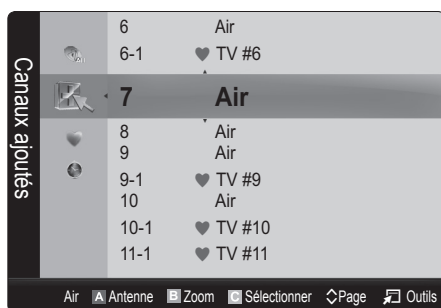 Canaux ajoutés
6 Air
6-1 ♥ TV #6
7 Air
8 Air
9 Air
9-1 ♥ TV #9
10 Air
10-1 ♥ TV #10
11-1 ♥ TV #11
Air A Antenne B Zoom C Sélectionner Page Outils